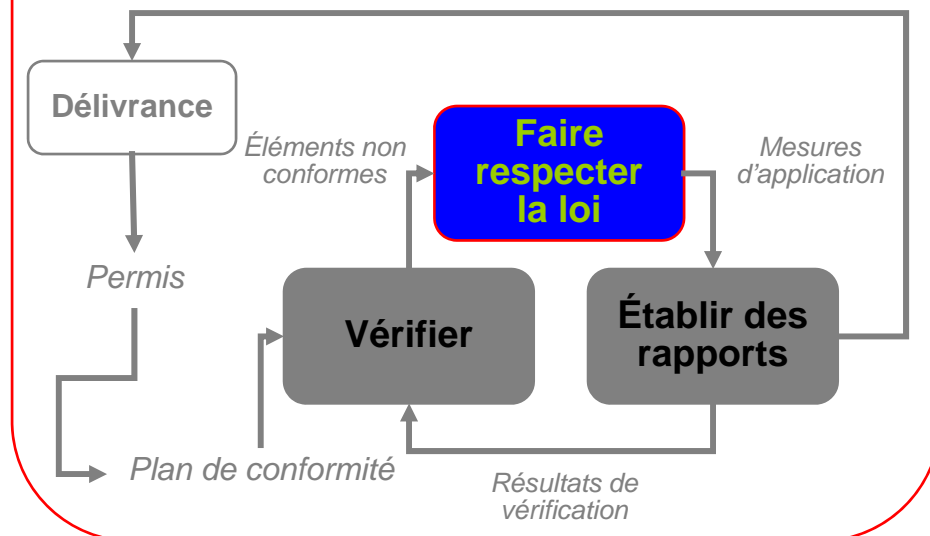 Délivrance
Éléments non
conformes
Faire
respecter
la loi
Mesures
d’application
Permis
Vérifier
Établir des
rapports
Plan de conformité
Résultats de
vérification